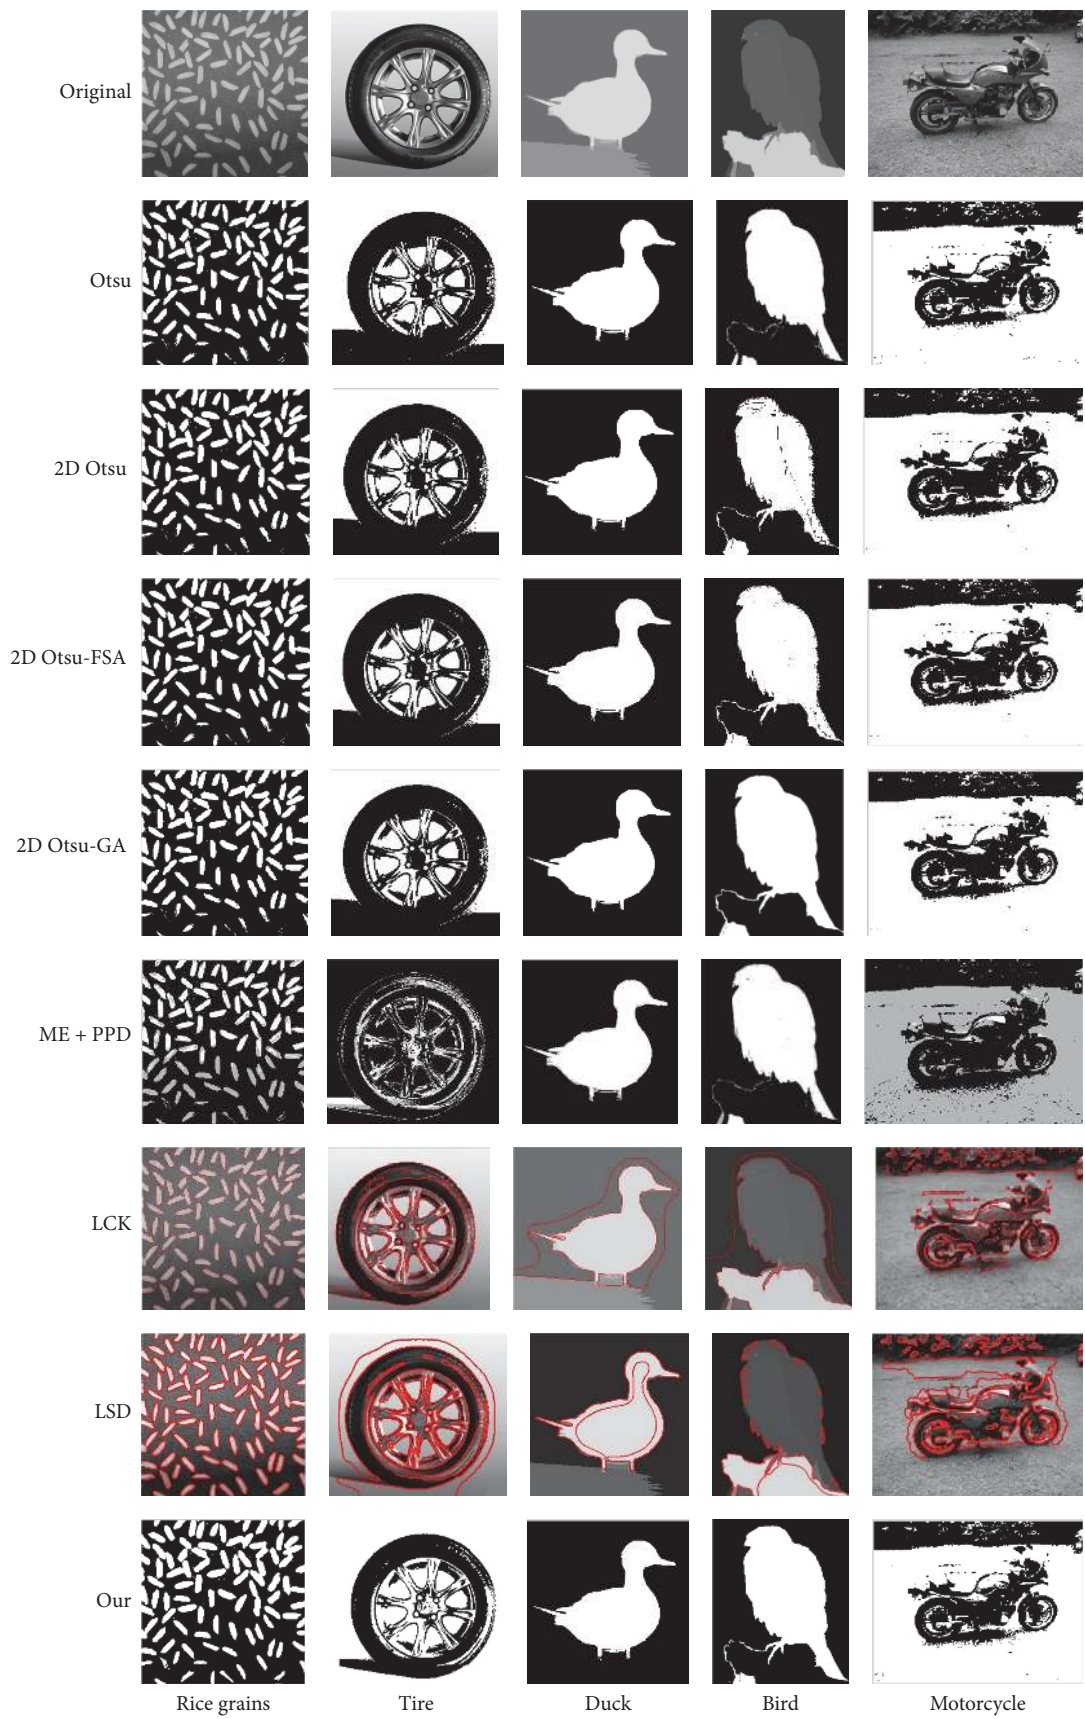 Original
Otsu
2D Otsu
2D Otsu-FSA
2D Otsu-GA
ME + PPD
LCK
LSD
Our
Rice grains Tire Duck Bird Motorcycle